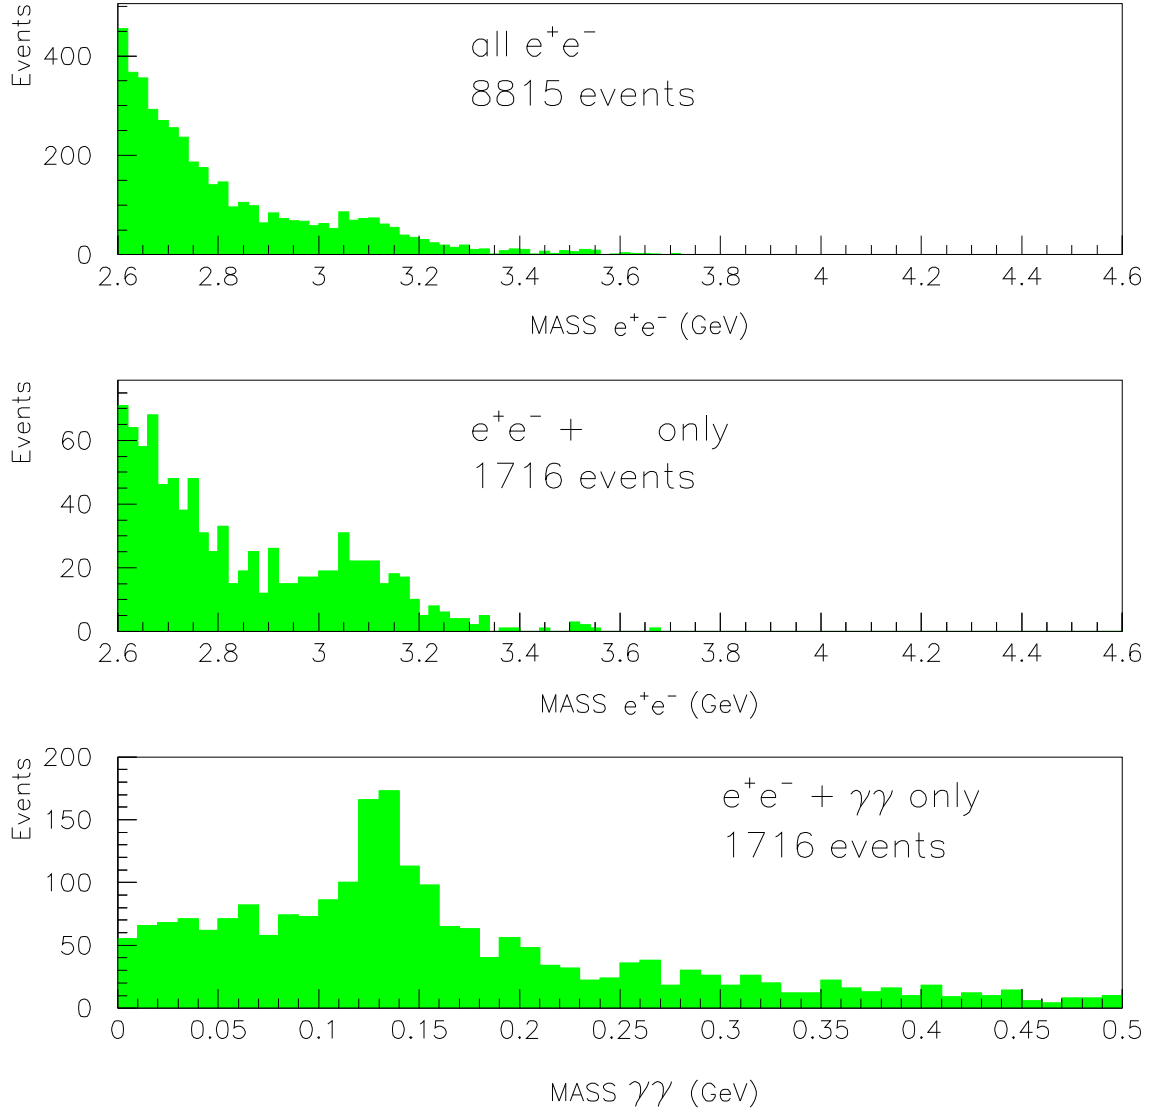 Events
400
200
0
all e⁺e⁻
8815 events
2.6 2.8 3 3.2 3.4 3.6 3.8 4 4.2 4.4 4.6
MASS e⁺e⁻ (GeV)
Events
60
40
20
0
e⁺e⁻ + only
1716 events
2.6 2.8 3 3.2 3.4 3.6 3.8 4 4.2 4.4 4.6
MASS e⁺e⁻ (GeV)
Events
200
150
100
50
0
e⁺e⁻ + γγ only
1716 events
0 0.05 0.1 0.15 0.2 0.25 0.3 0.35 0.4 0.45 0.5
MASS γγ (GeV)